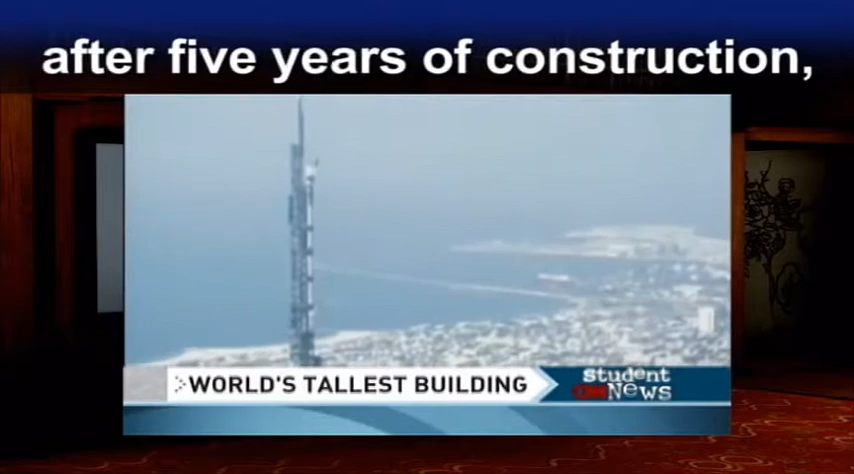 after five years of construction,
WORLD'S TALLEST BUILDING
student
CNN News